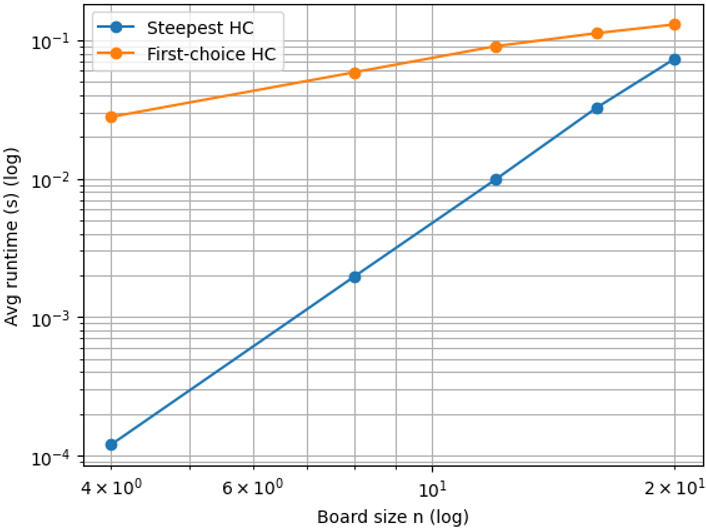 Steepest HC
First-choice HC
10⁻¹
10⁻²
10⁻³
10⁻⁴
Avg runtime (s) (log)
4 × 10⁰
6 × 10⁰
10¹
2 × 10¹
Board size n (log)